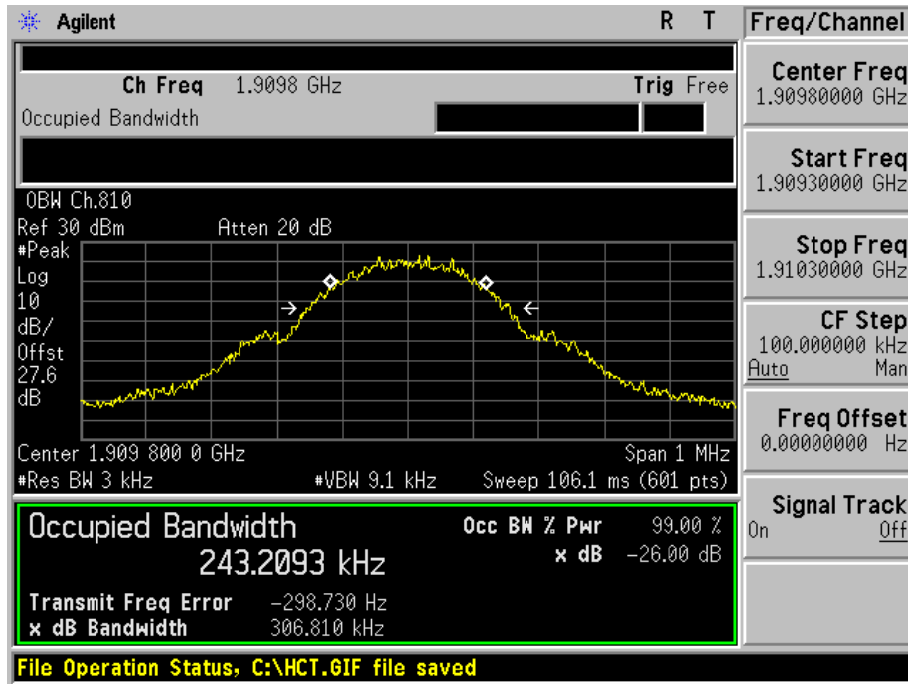 Agilent R T
Ch Freq 1.9098 GHz Trig Free
Occupied Bandwidth
OBW Ch.810
Ref 30 dBm Atten 20 dB
#Peak
Log
10
dB/
Offst
27.6
dB
Center 1.909 800 0 GHz Span 1 MHz
#Res BW 3 kHz #VBW 9.1 kHz Sweep 106.1 ms (601 pts)
Occupied Bandwidth
243.2093 kHz
Occ BW % Pwr 99.00 %
x dB -26.00 dB
Transmit Freq Error -298.730 Hz
x dB Bandwidth 306.810 kHz
File Operation Status, C:\HCT.GIF file saved
Freq/Channel
Center Freq
1.90980000 GHz
Start Freq
1.90930000 GHz
Stop Freq
1.91030000 GHz
CF Step
100.000000 kHz
Auto Man
Freq Offset
0.00000000 Hz
Signal Track
On Off